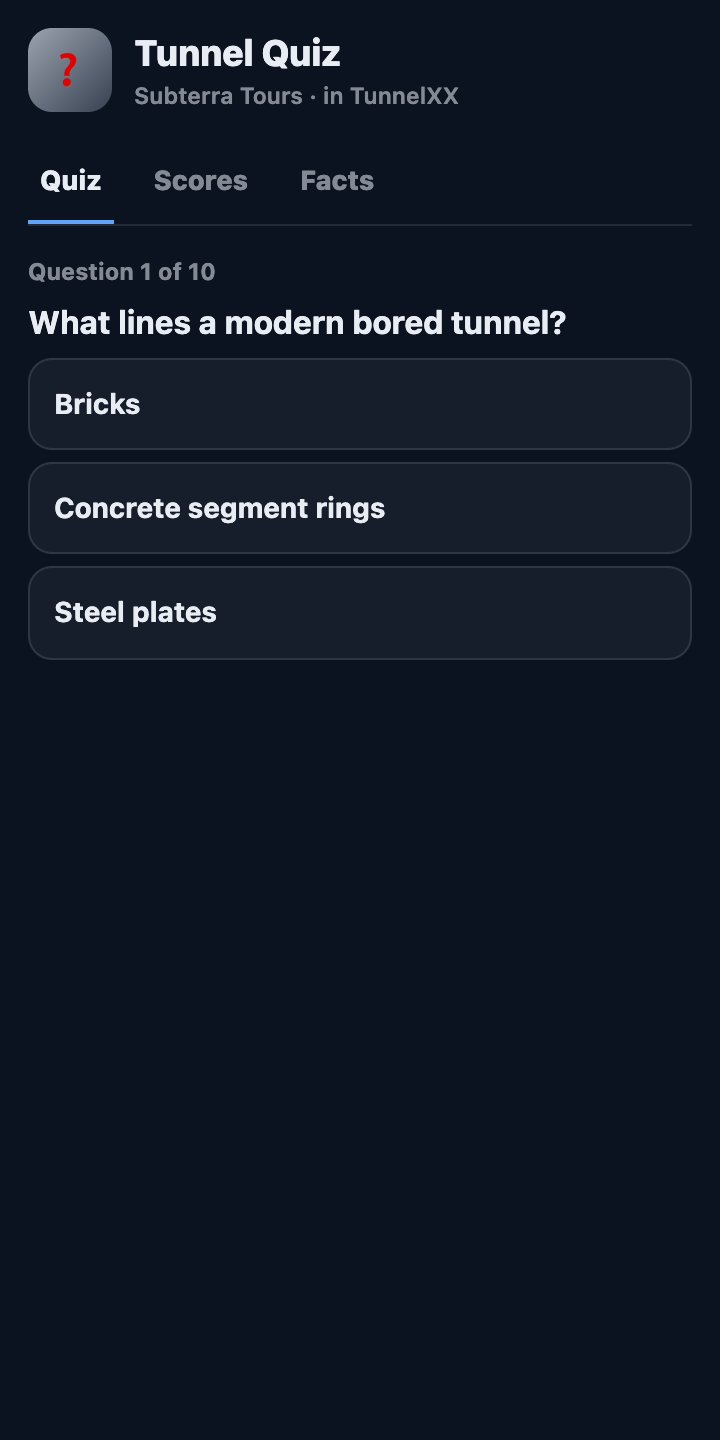 ❓
Tunnel Quiz
Subterra Tours · in TunnelXX
Quiz Scores Facts
Question 1 of 10
What lines a modern bored tunnel?
Bricks
Concrete segment rings
Steel plates